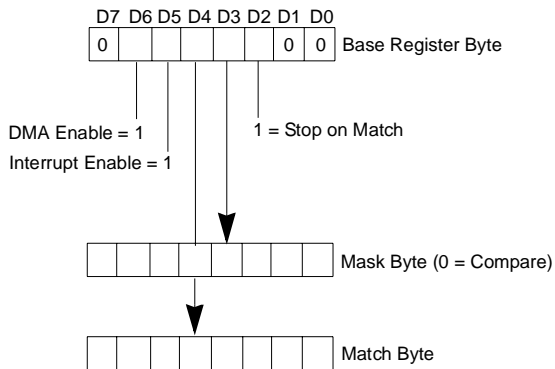 D7 D6 D5 D4 D3 D2 D1 D0
0 0 0 Base Register Byte
DMA Enable = 1
1 = Stop on Match
Interrupt Enable = 1
Mask Byte (0 = Compare)
Match Byte